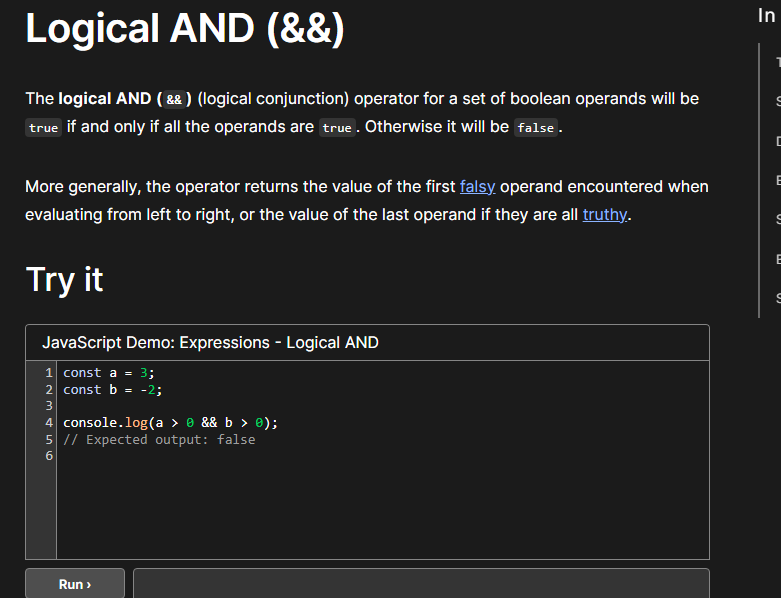 Logical AND (&&)
In
The logical AND (&&) (logical conjunction) operator for a set of boolean operands will be
true if and only if all the operands are true. Otherwise it will be false.
More generally, the operator returns the value of the first falsy operand encountered when
evaluating from left to right, or the value of the last operand if they are all truthy.
Try it
JavaScript Demo: Expressions - Logical AND
1 const a = 3;
2 const b = -2;
3
4 console.log(a > 0 && b > 0);
5 // Expected output: false
6
Run ›